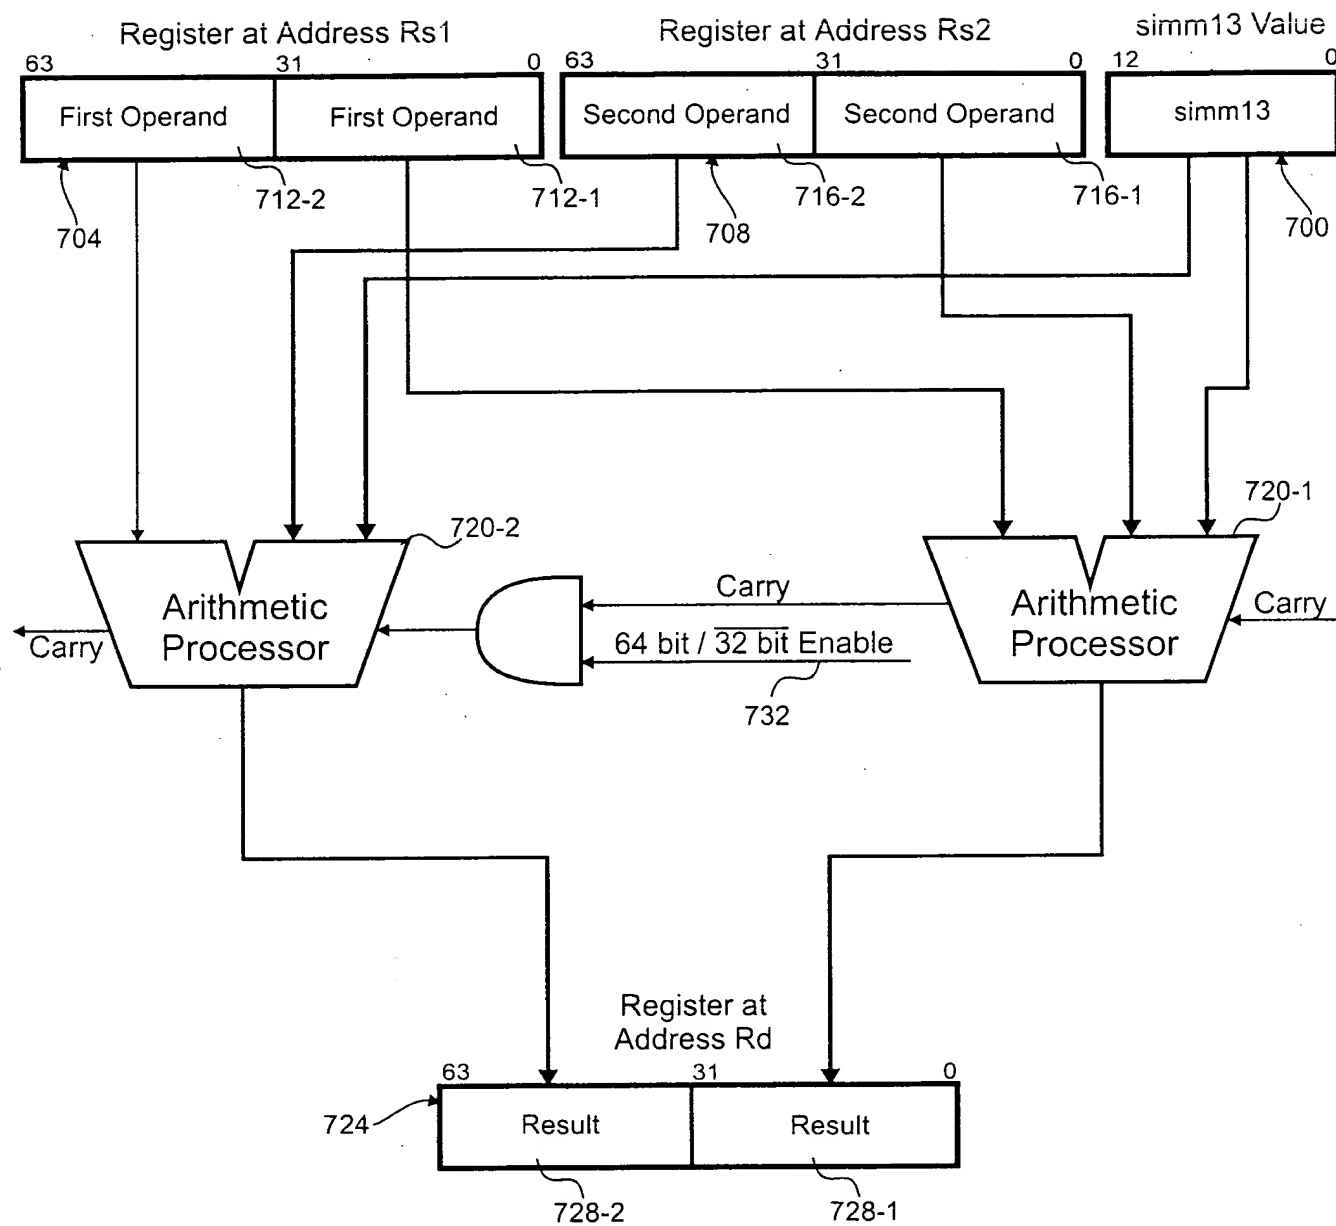 Register at Address Rs1
Register at Address Rs2
simm13 Value
63 31 0
63 31 0
12 0
First Operand
First Operand
Second Operand
Second Operand
simm13
712-2
712-1
716-2
716-1
704
708
700
720-2
720-1
Arithmetic
Processor
Carry
Carry
64 bit / 32 bit Enable
732
Arithmetic
Processor
Carry
Register at
Address Rd
63 31 0
724
Result
Result
728-2
728-1